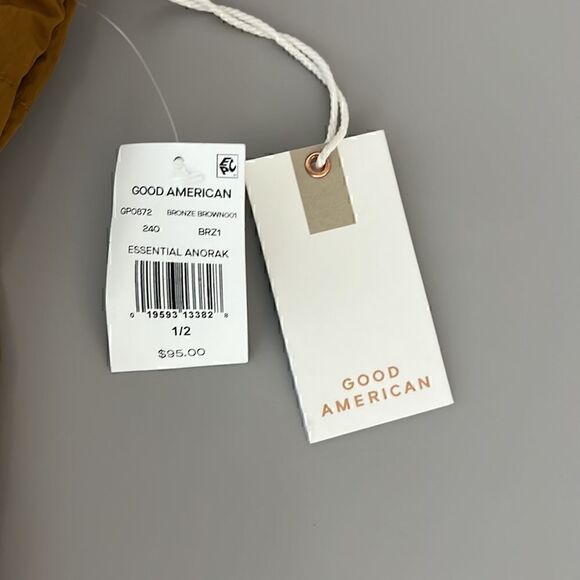 GOOD AMERICAN
GP0872 BRONZE BROWN001
240 BRZ1
ESSENTIAL ANORAK
0 19593 13382 8
1/2
$95.00
GOOD
AMERICAN